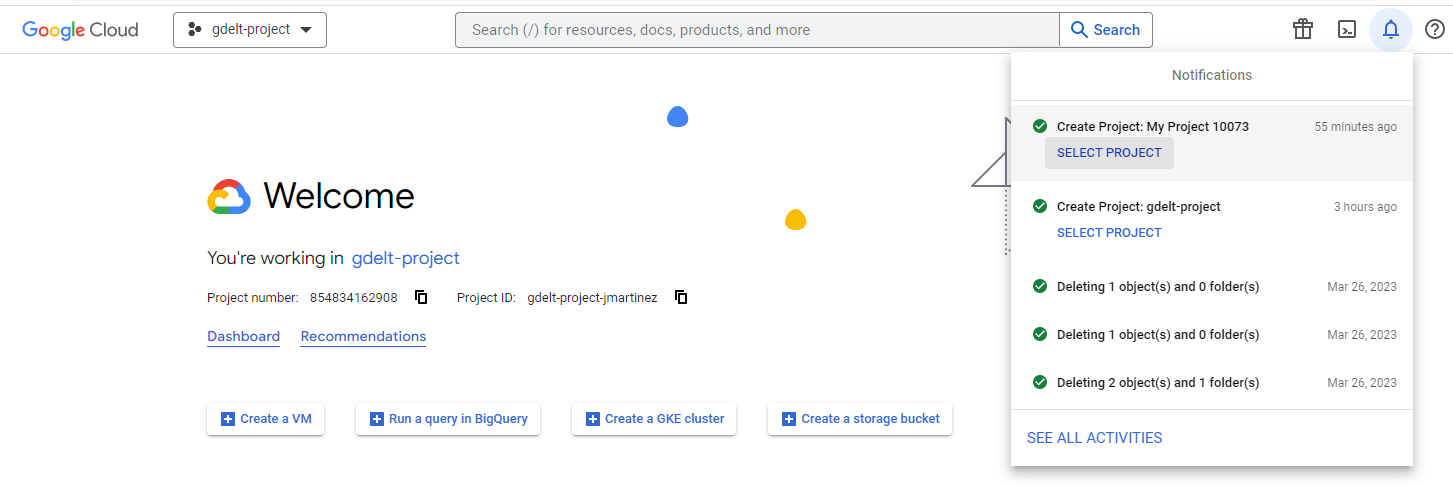 Google Cloud
gdelt-project
Search (/) for resources, docs, products, and more
Search
Notifications
Create Project: My Project 10073
55 minutes ago
SELECT PROJECT
Create Project: gdelt-project
3 hours ago
SELECT PROJECT
Deleting 1 object(s) and 0 folder(s)
Mar 26, 2023
Deleting 1 object(s) and 0 folder(s)
Mar 26, 2023
Deleting 2 object(s) and 1 folder(s)
Mar 26, 2023
SEE ALL ACTIVITIES
Welcome
You're working in gdelt-project
Project number: 854834162908 Project ID: gdelt-project-jmartinez
Dashboard Recommendations
Create a VM
Run a query in BigQuery
Create a GKE cluster
Create a storage bucket